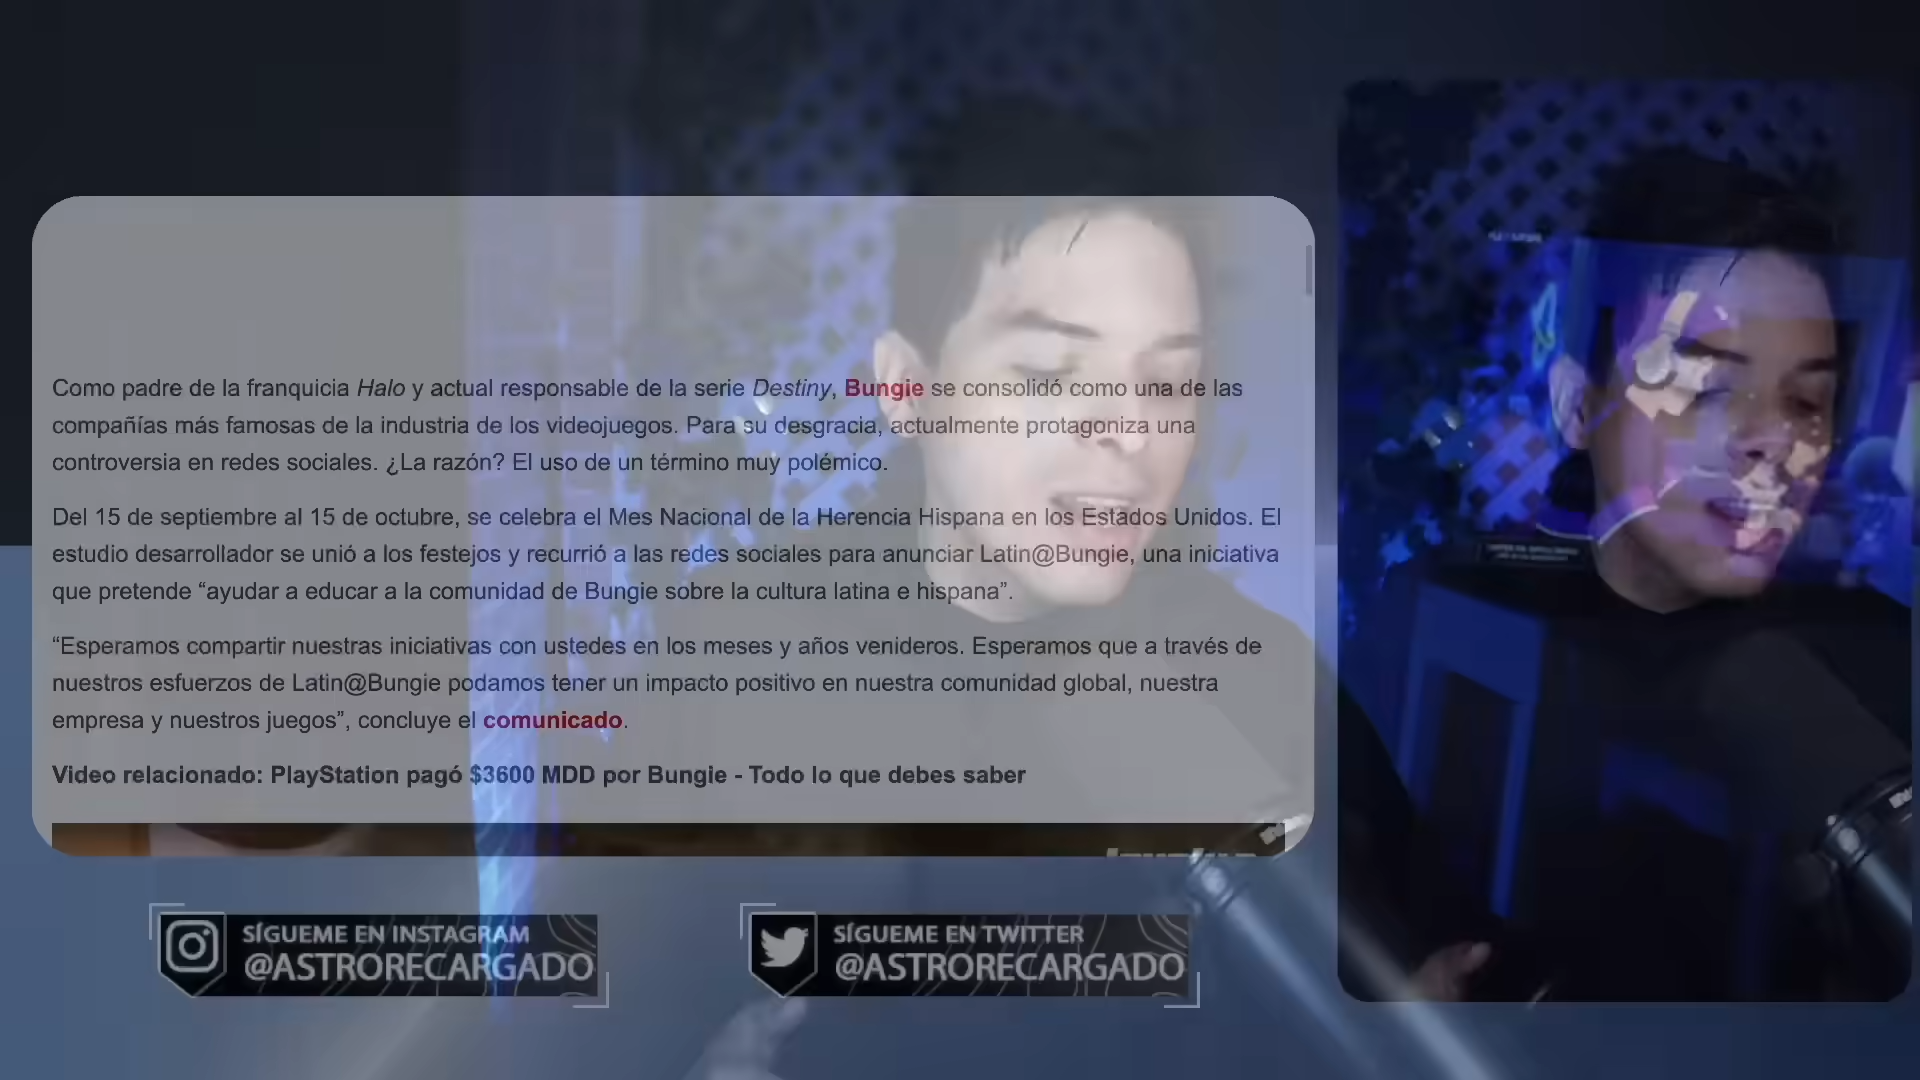 Como padre de la franquicia Halo y actual responsable de la serie Destiny, Bungie se consolidó como una de las
compañías más famosas de la industria de los videojuegos. Para su desgracia, actualmente protagoniza una
controversia en redes sociales. ¿La razón? El uso de un término muy polémico.
Del 15 de septiembre al 15 de octubre, se celebra el Mes Nacional de la Herencia Hispana en los Estados Unidos. El
estudio desarrollador se unió a los festejos y recurrió a las redes sociales para anunciar Latin@Bungie, una iniciativa
que pretende “ayudar a educar a la comunidad de Bungie sobre la cultura latina e hispana”.
“Esperamos compartir nuestras iniciativas con ustedes en los meses y años venideros. Esperamos que a través de
nuestros esfuerzos de Latin@Bungie podamos tener un impacto positivo en nuestra comunidad global, nuestra
empresa y nuestros juegos”, concluye el comunicado.
Video relacionado: PlayStation pagó $3600 MDD por Bungie - Todo lo que debes saber
SÍGUEME EN INSTAGRAM
@ASTRORECARGADO
SÍGUEME EN TWITTER
@ASTRORECARGADO